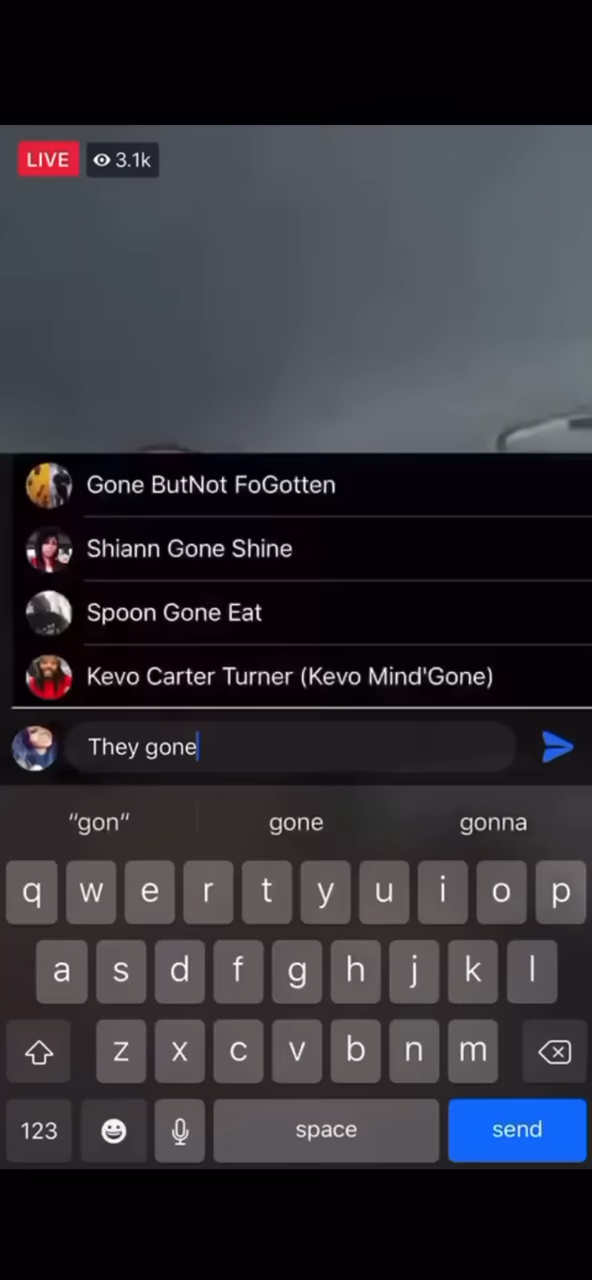 LIVE 3.1k
Gone ButNot FoGotten
Shiann Gone Shine
Spoon Gone Eat
Kevo Carter Turner (Kevo Mind'Gone)
They gone
“gon” gone gonna
q w e r t y u i o p
a s d f g h j k l
z x c v b n m
123 space send